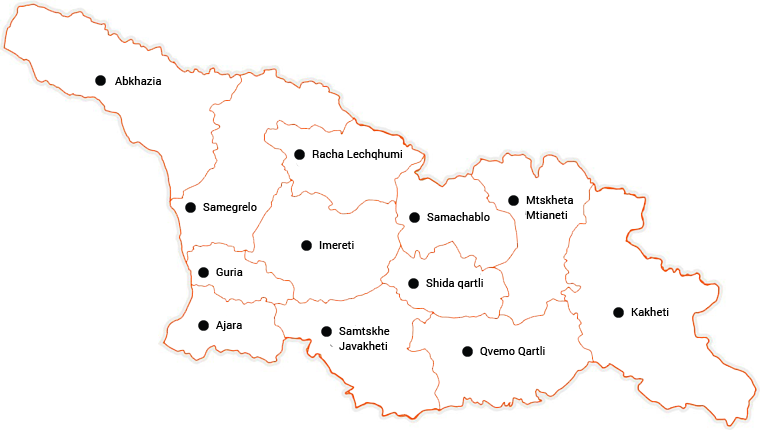 Abkhazia
Racha Lechqhumi
Samegrelo
Mtskheta
Mtianeti
Samachablo
Imereti
Guria
Shida qartli
Kakheti
Ajara
Samtskhe
Javakheti
Qvemo Qartli